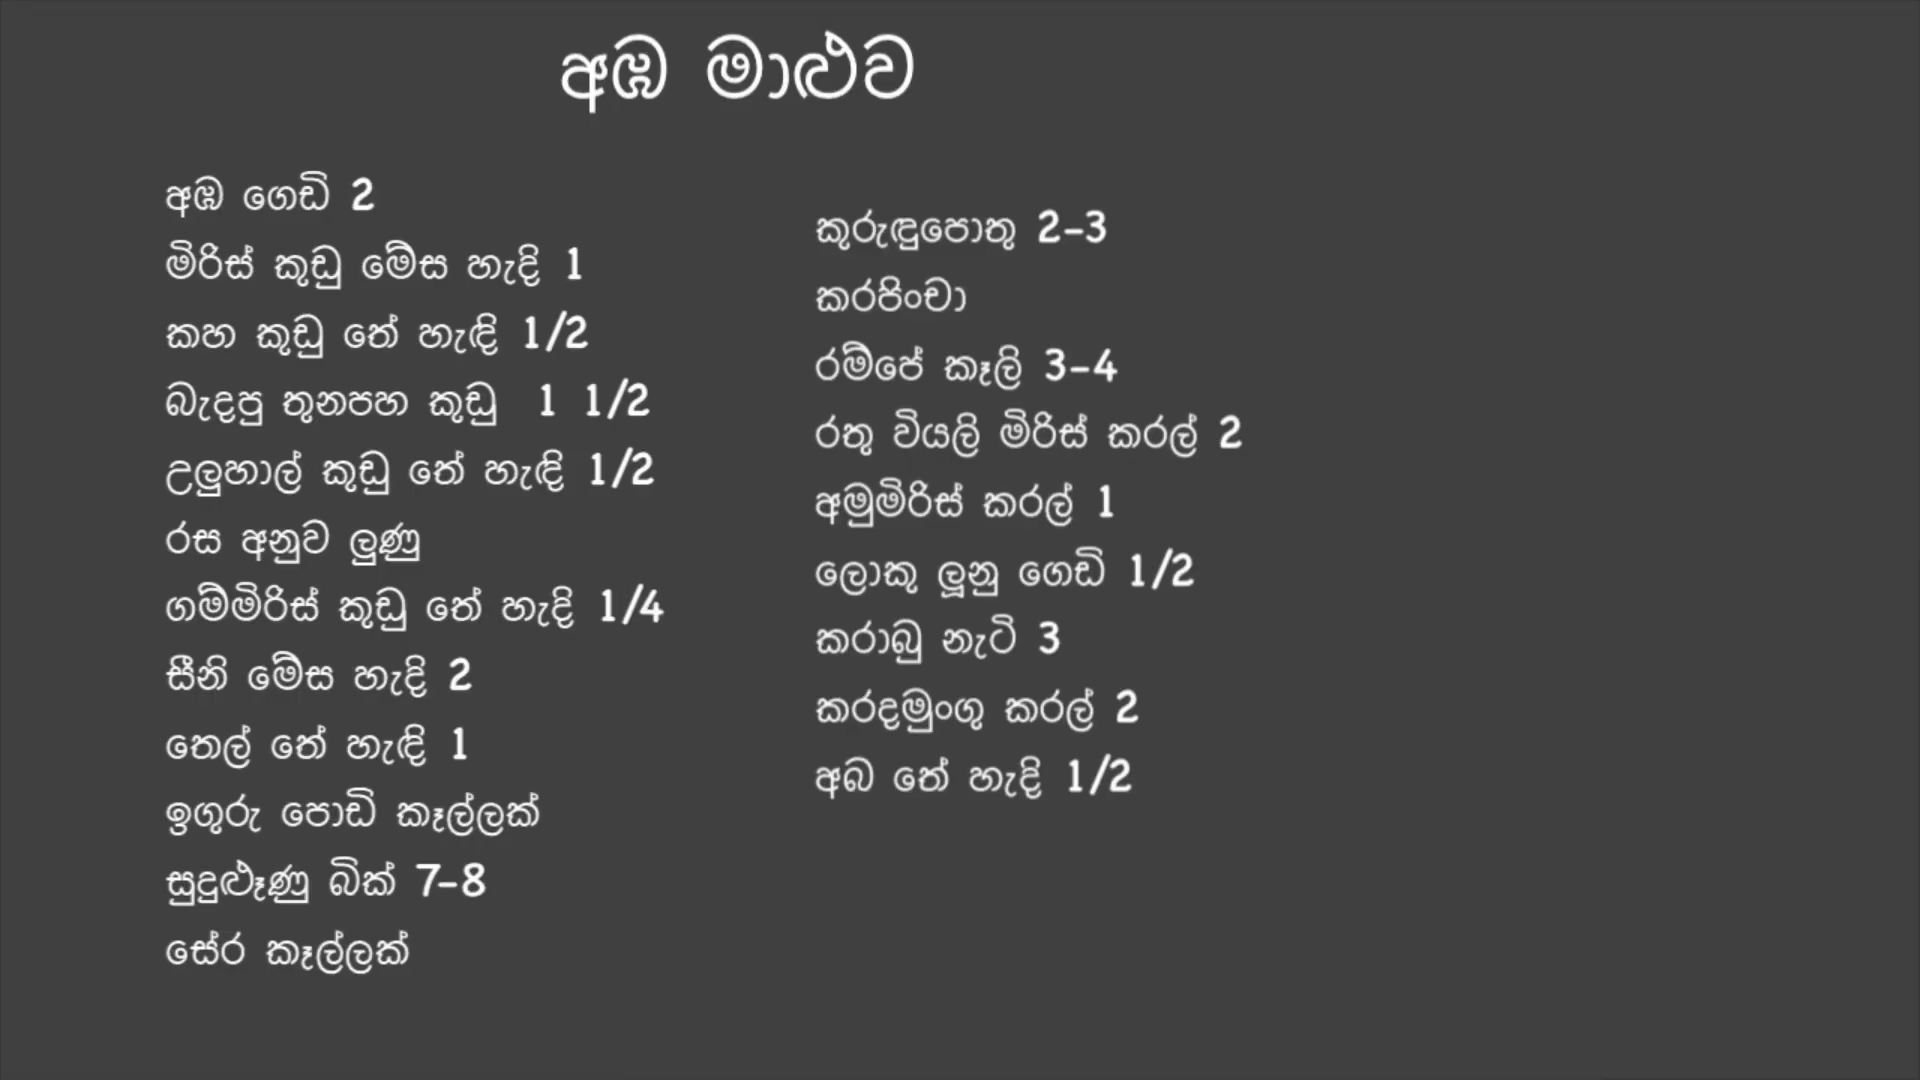 අඹ මාළුව
අඹ ගෙඩි 2
මිරිස් කුඩු මේස හැදි 1
කහ කුඩු තේ හැඳි 1/2
බැදපු තුනපහ කුඩු 1 1/2
උලුහාල් කුඩු තේ හැඳි 1/2
රස අනුව ලුණු
ගම්මිරිස් කුඩු තේ හැදි 1/4
සීනි මේස හැදි 2
තෙල් තේ හැඳි 1
ඉගුරු පොඩි කෑල්ලක්
සුදුළුෑණු බික් 7-8
සේර කෑල්ලක්
කුරුඳුපොතු 2-3
කරපිංචා
රම්පේ කෑලි 3-4
රතු වියලි මිරිස් කරල් 2
අමුමිරිස් කරල් 1
ලොකු ලූනු ගෙඩි 1/2
කරාබු නැටි 3
කරදමුංගු කරල් 2
අබ තේ හැදි 1/2